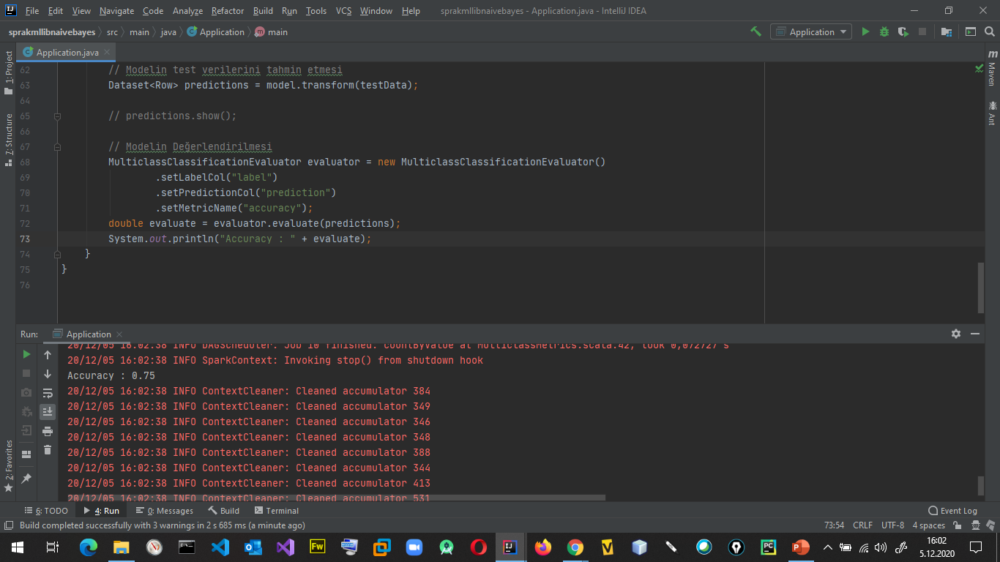 File Edit View Navigate Code Analyze Refactor Build Run Tools VCS Window Help sprakmllibnaivebayes - Application.java - IntelliJ IDEA
sprakmllibnaivebayes src main java Application main Application
Application.java
1: Project
7: Structure
2: Favorites
Maven
Ant
62 // Modelin test verilerini tahmin etmesi
63 Dataset<Row> predictions = model.transform(testData);
64
65 // predictions.show();
66
67 // Modelin Değerlendirilmesi
68 MulticlassClassificationEvaluator evaluator = new MulticlassClassificationEvaluator()
69 .setLabelCol("label")
70 .setPredictionCol("prediction")
71 .setMetricName("accuracy");
72 double evaluate = evaluator.evaluate(predictions);
73 System.out.println("Accuracy : " + evaluate);
74 }
75 }
76
Run: Application
20/12/05 16:02:38 INFO DAGScheduler: Job 10 finished: countByValue at MulticlassMetrics.scala:42, took 0,072727 s
20/12/05 16:02:38 INFO SparkContext: Invoking stop() from shutdown hook
Accuracy : 0.75
20/12/05 16:02:38 INFO ContextCleaner: Cleaned accumulator 384
20/12/05 16:02:38 INFO ContextCleaner: Cleaned accumulator 349
20/12/05 16:02:38 INFO ContextCleaner: Cleaned accumulator 346
20/12/05 16:02:38 INFO ContextCleaner: Cleaned accumulator 348
20/12/05 16:02:38 INFO ContextCleaner: Cleaned accumulator 388
20/12/05 16:02:38 INFO ContextCleaner: Cleaned accumulator 344
20/12/05 16:02:38 INFO ContextCleaner: Cleaned accumulator 413
20/12/05 16:02:38 INFO ContextCleaner: Cleaned accumulator 531
6: TODO 4: Run 0: Messages Build Terminal Event Log
Build completed successfully with 3 warnings in 2 s 685 ms (a minute ago) 73:54 CRLF UTF-8 4 spaces
16:02
5.12.2020